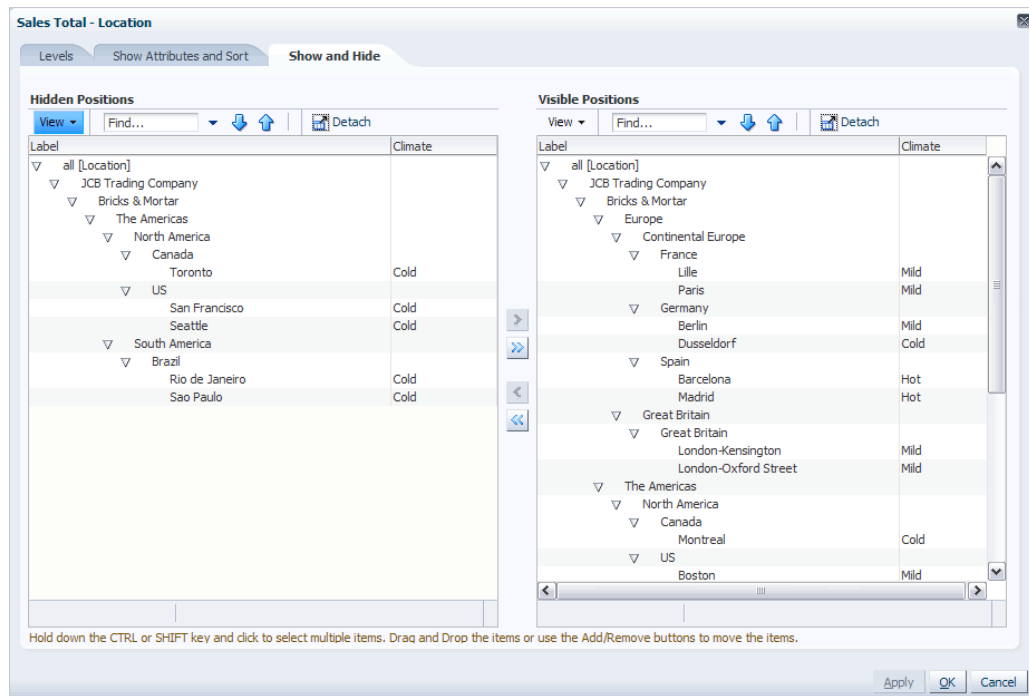 Sales Total - Location
Levels Show Attributes and Sort Show and Hide
Hidden Positions
View Find... Detach
Label Climate
all [Location]
JCB Trading Company
Bricks & Mortar
The Americas
North America
Canada
Toronto Cold
US
San Francisco Cold
Seattle Cold
South America
Brazil
Rio de Janeiro Cold
Sao Paulo Cold
Visible Positions
View Find... Detach
Label Climate
all [Location]
JCB Trading Company
Bricks & Mortar
Europe
Continental Europe
France
Lille Mild
Paris Mild
Germany
Berlin Mild
Dusseldorf Cold
Spain
Barcelona Hot
Madrid Hot
Great Britain
Great Britain
London-Kensington Mild
London-Oxford Street Mild
The Americas
North America
Canada
Montreal Cold
US
Boston Mild
Hold down the CTRL or SHIFT key and click to select multiple items. Drag and Drop the items or use the Add/Remove buttons to move the items.
Apply OK Cancel